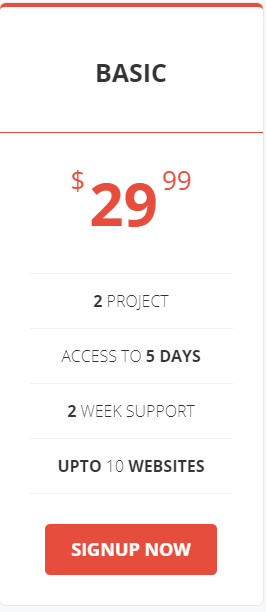 BASIC
$ 29 99
2 PROJECT
ACCESS TO 5 DAYS
2 WEEK SUPPORT
UPTO 10 WEBSITES
SIGNUP NOW